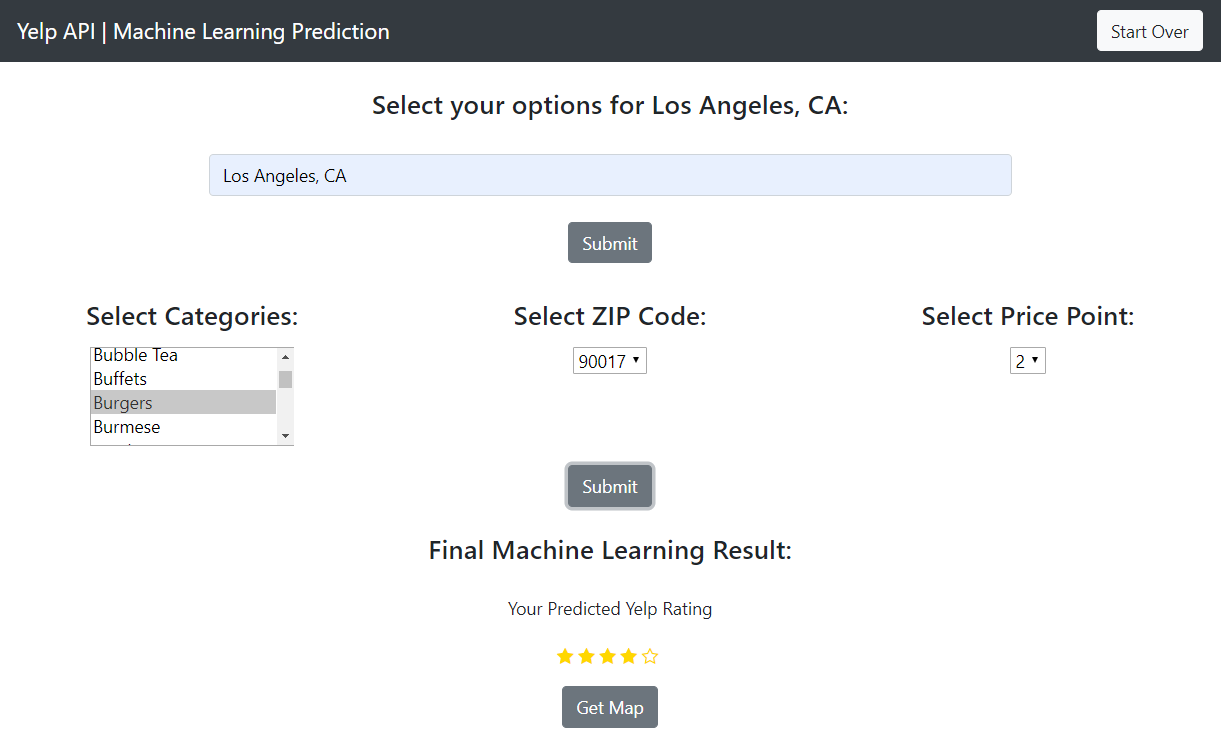 Yelp API | Machine Learning Prediction
Start Over
Select your options for Los Angeles, CA:
Los Angeles, CA
Submit
Select Categories:
Select ZIP Code:
Select Price Point:
Bubble Tea
Buffets
Burgers
Burmese
90017
2
Submit
Final Machine Learning Result:
Your Predicted Yelp Rating
Get Map